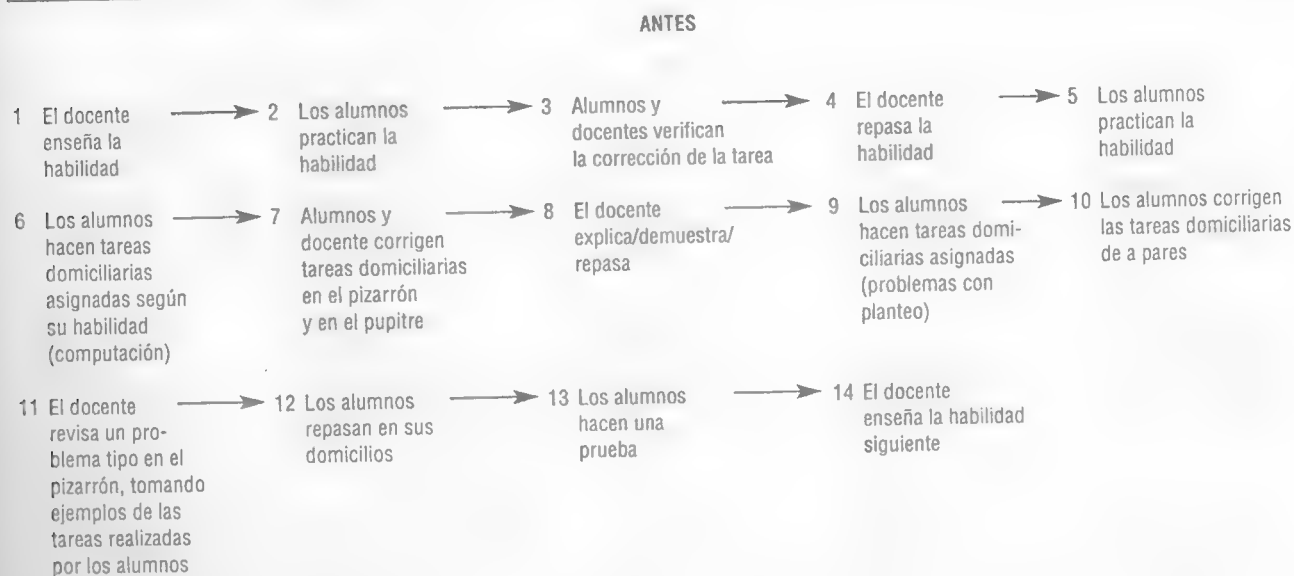 ANTES
1 El docente
enseña la
habilidad
2 Los alumnos
practican la
habilidad
3 Alumnos y
docentes verifican
la corrección de la tarea
4 El docente
repasa la
habilidad
5 Los alumnos
practican la
habilidad
6 Los alumnos
hacen tareas
domiciliarias
asignadas según
su habilidad
(computación)
7 Alumnos y
docente corrigen
tareas domiciliarias
en el pizarrón
y en el pupitre
8 El docente
explica/demuestra/
repasa
9 Los alumnos
hacen tareas domi-
ciliarias asignadas
(problemas con
planteo)
10 Los alumnos corrigen
las tareas domiciliarias
de a pares
11 El docente
revisa un pro-
blema tipo en el
pizarrón, tomando
ejemplos de las
tareas realizadas
por los alumnos
12 Los alumnos
repasan en sus
domicilios
13 Los alumnos
hacen una
prueba
14 El docente
enseña la habilidad
siguiente